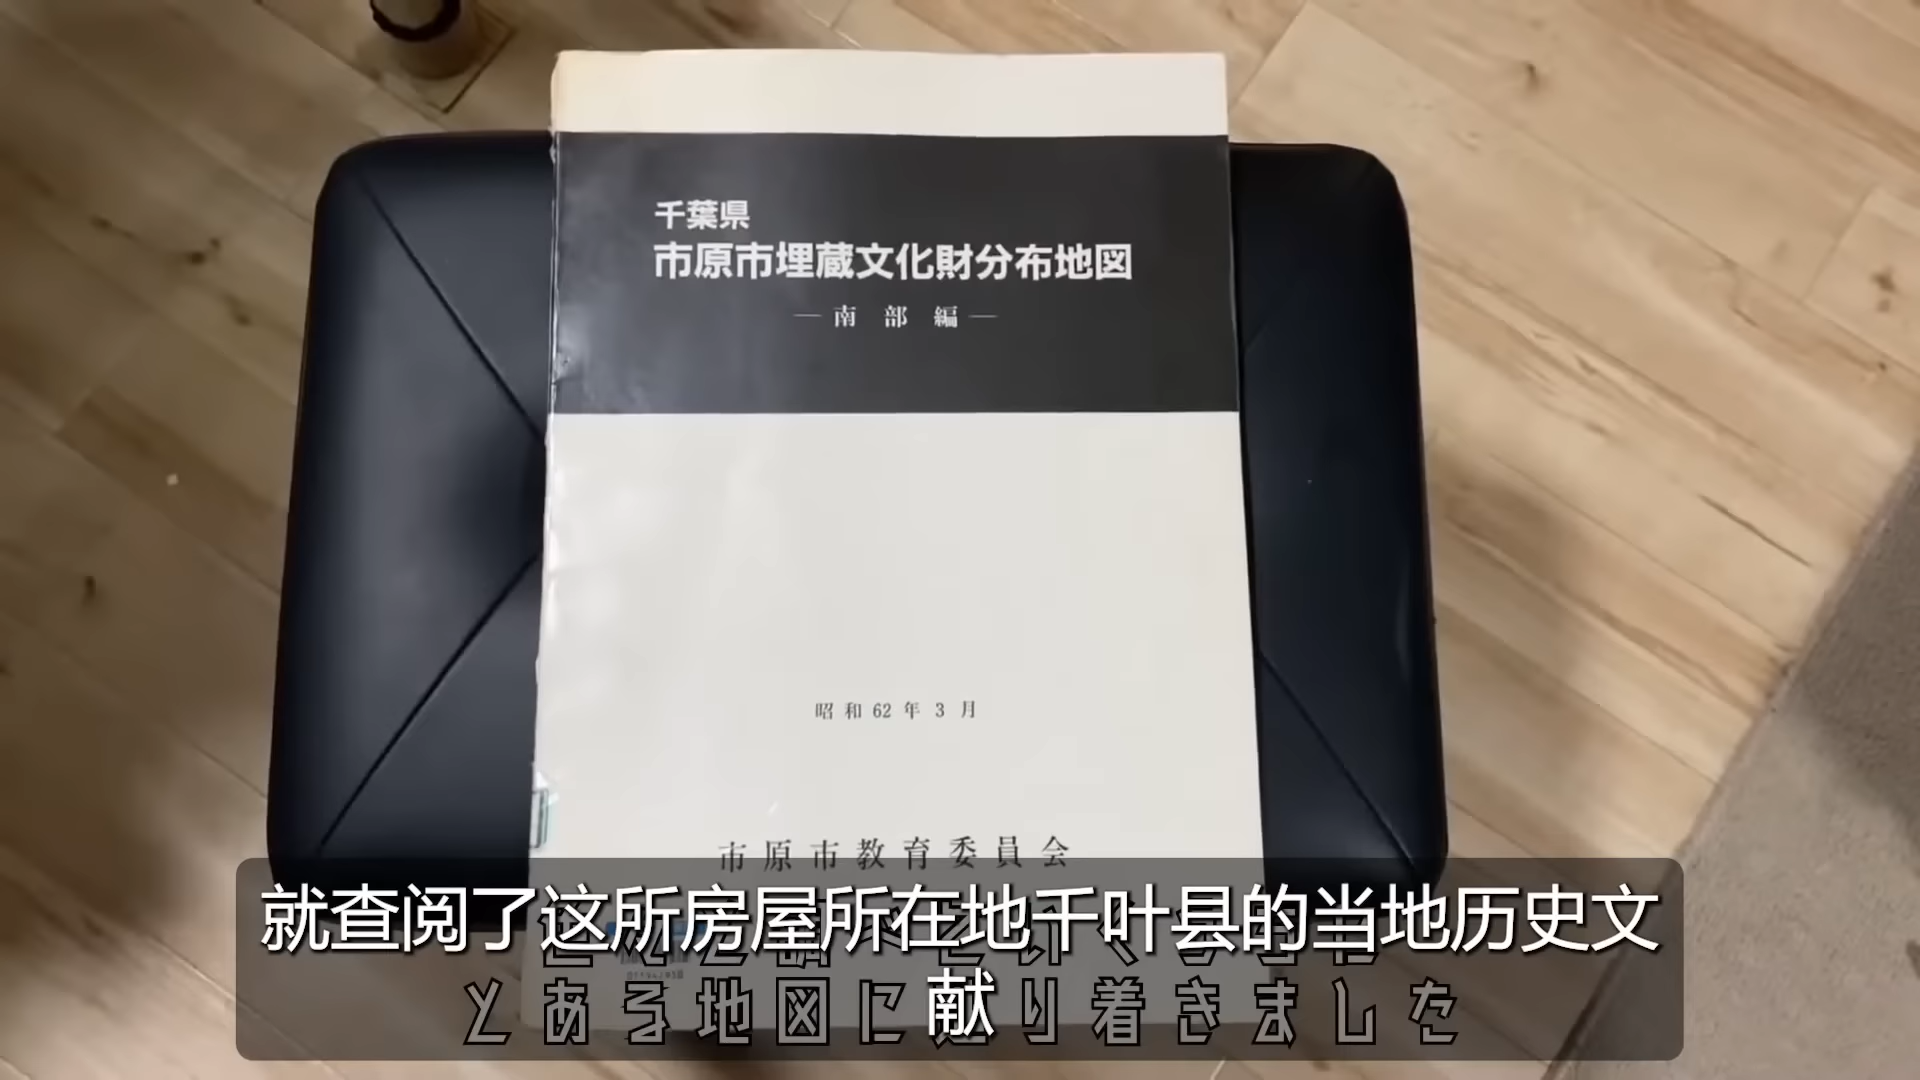 千葉県
市原市埋蔵文化財分布地図
—南部編—
昭和62年3月
市原市教育委員会
就查阅了这所房屋所在地千叶县的当地历史文
献
とある地図に辿り着きました